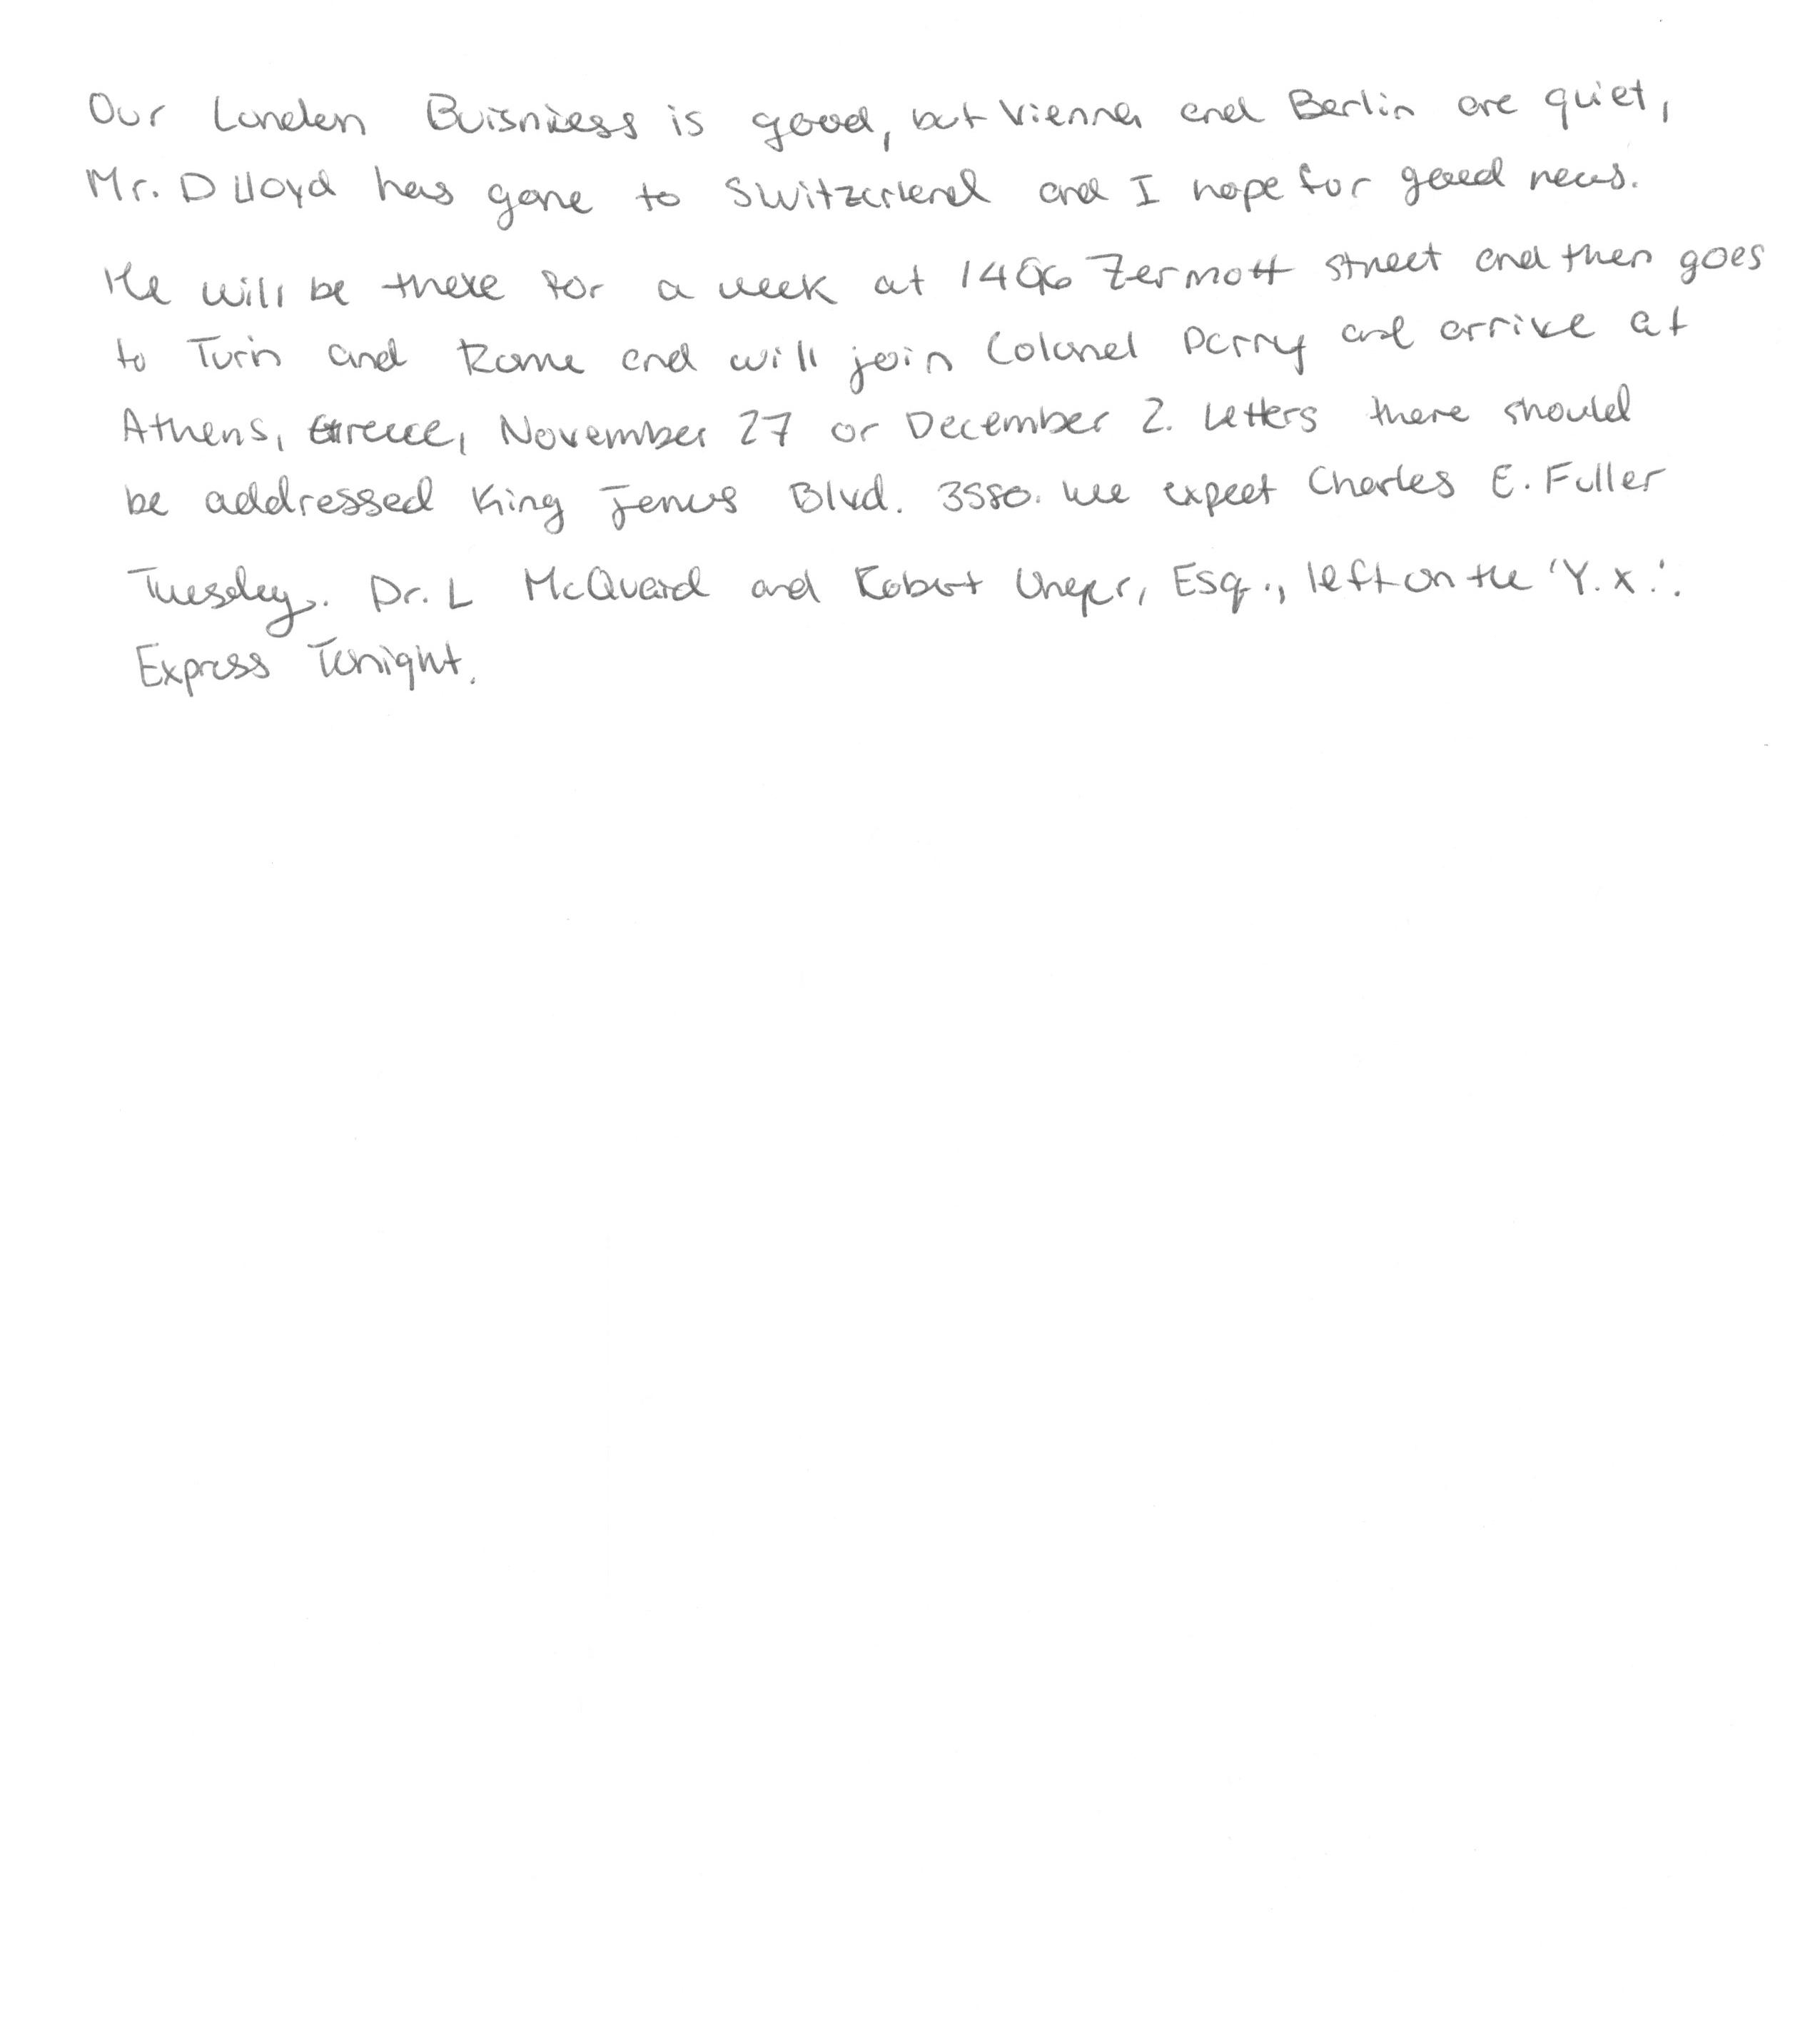 Our London Buisniess is good, but Vienna and Berlin are quiet,
Mr. D Lloyd has gone to Switzerlend and I hope for good news.
He will be there for a week at 1496 Zermott street and then goes
to Turin and Rome and will join Colonel Parry and arrive at
Athens, Greece, November 27 or December 2. Letters there should
be addressed King James Blvd. 3580. We expect Charles E. Fuller
Tuesday. Dr. L McQuaid and Robert Unger, Esq., left on the 'Y.X.'
Express Tonight.